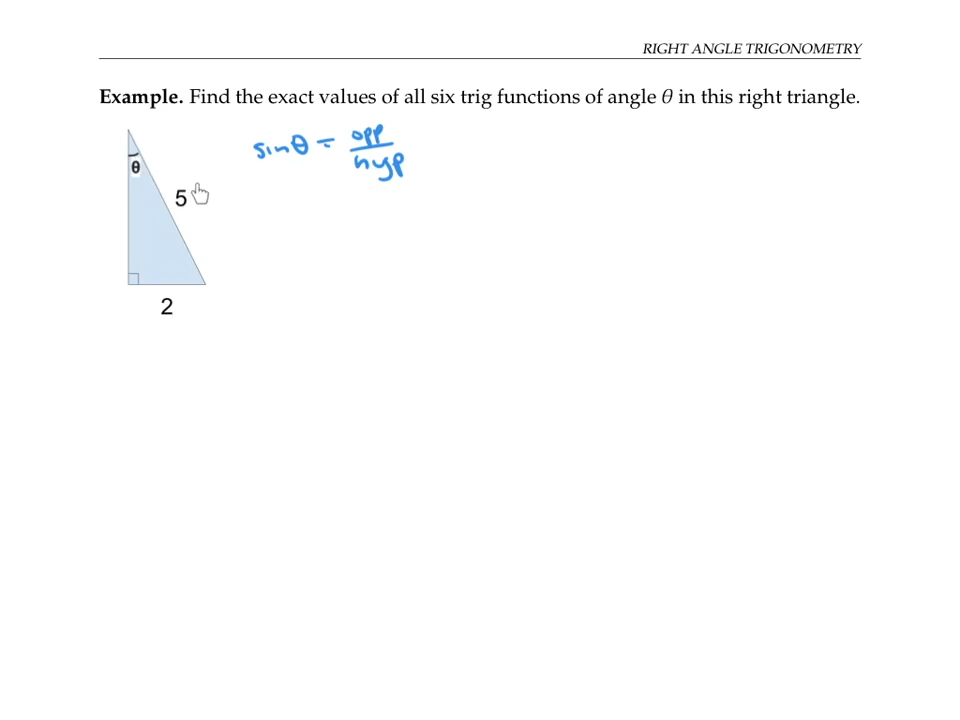 RIGHT ANGLE TRIGONOMETRY
Example. Find the exact values of all six trig functions of angle θ in this right triangle.
sinθ = opp/hyp
θ
5
2